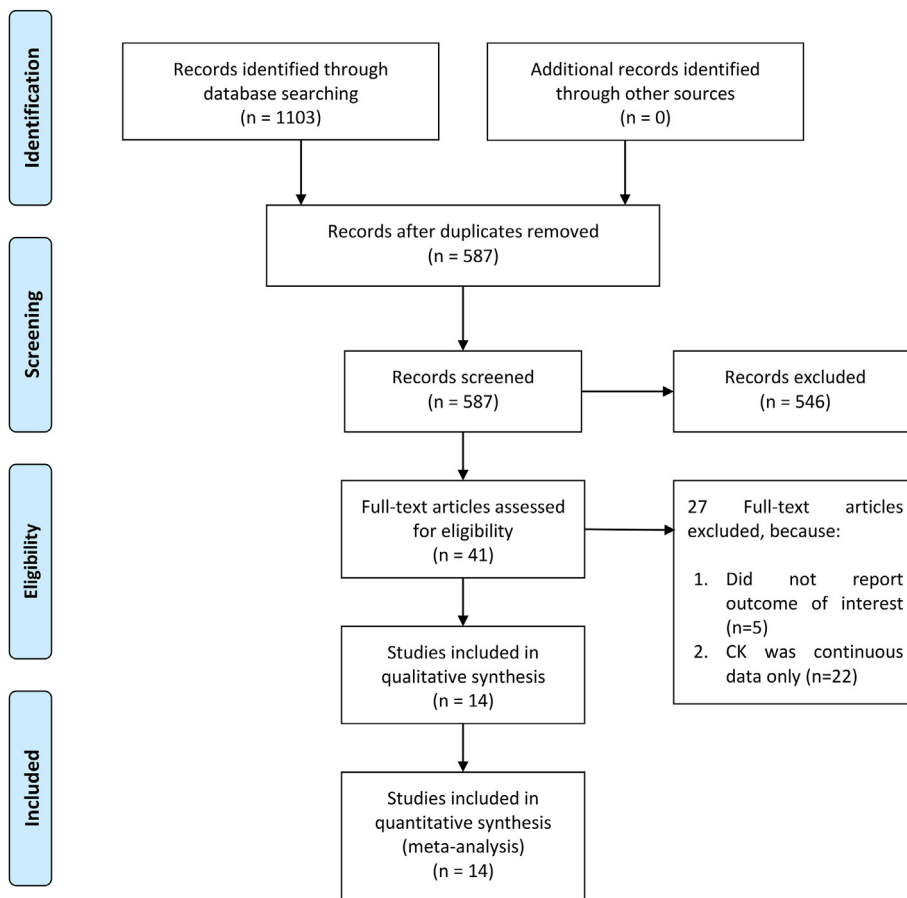 Identification
Records identified through
database searching
(n = 1103)
Additional records identified
through other sources
(n = 0)
Records after duplicates removed
(n = 587)
Screening
Records screened
(n = 587)
Records excluded
(n = 546)
Eligibility
Full-text articles assessed
for eligibility
(n = 41)
27 Full-text articles
excluded, because:
1. Did not report
outcome of interest
(n=5)
2. CK was continuous
data only (n=22)
Studies included in
qualitative synthesis
(n = 14)
Included
Studies included in
quantitative synthesis
(meta-analysis)
(n = 14)